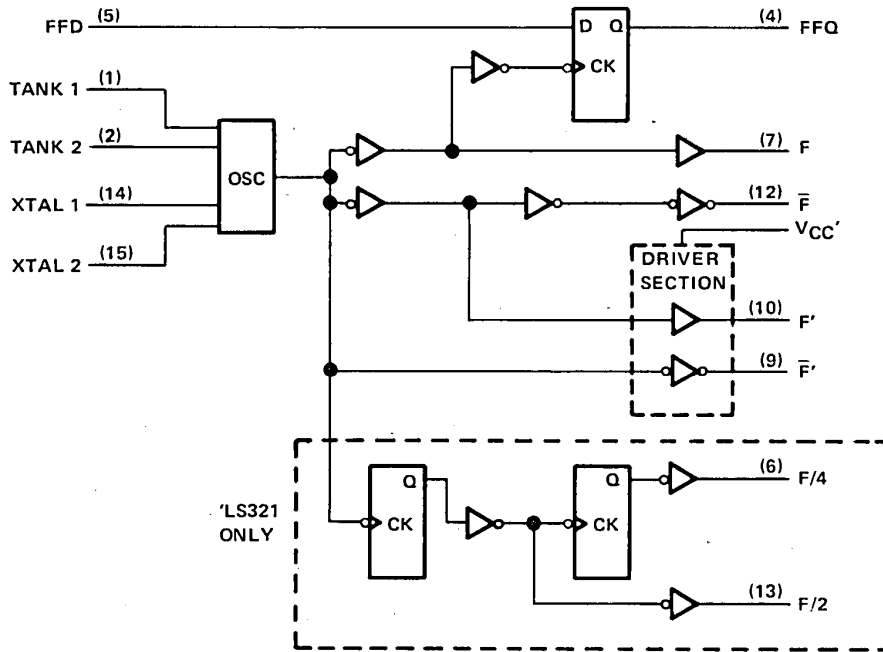 FFD (5) D Q (4) FFQ
CK
TANK 1 (1)
TANK 2 (2) OSC (7) F
XTAL 1 (14) (12) F̅
VCC'
XTAL 2 (15) DRIVER
SECTION
(10) F'
(9) F̅'
'LS321
ONLY
Q Q (6) F/4
CK CK
(13) F/2